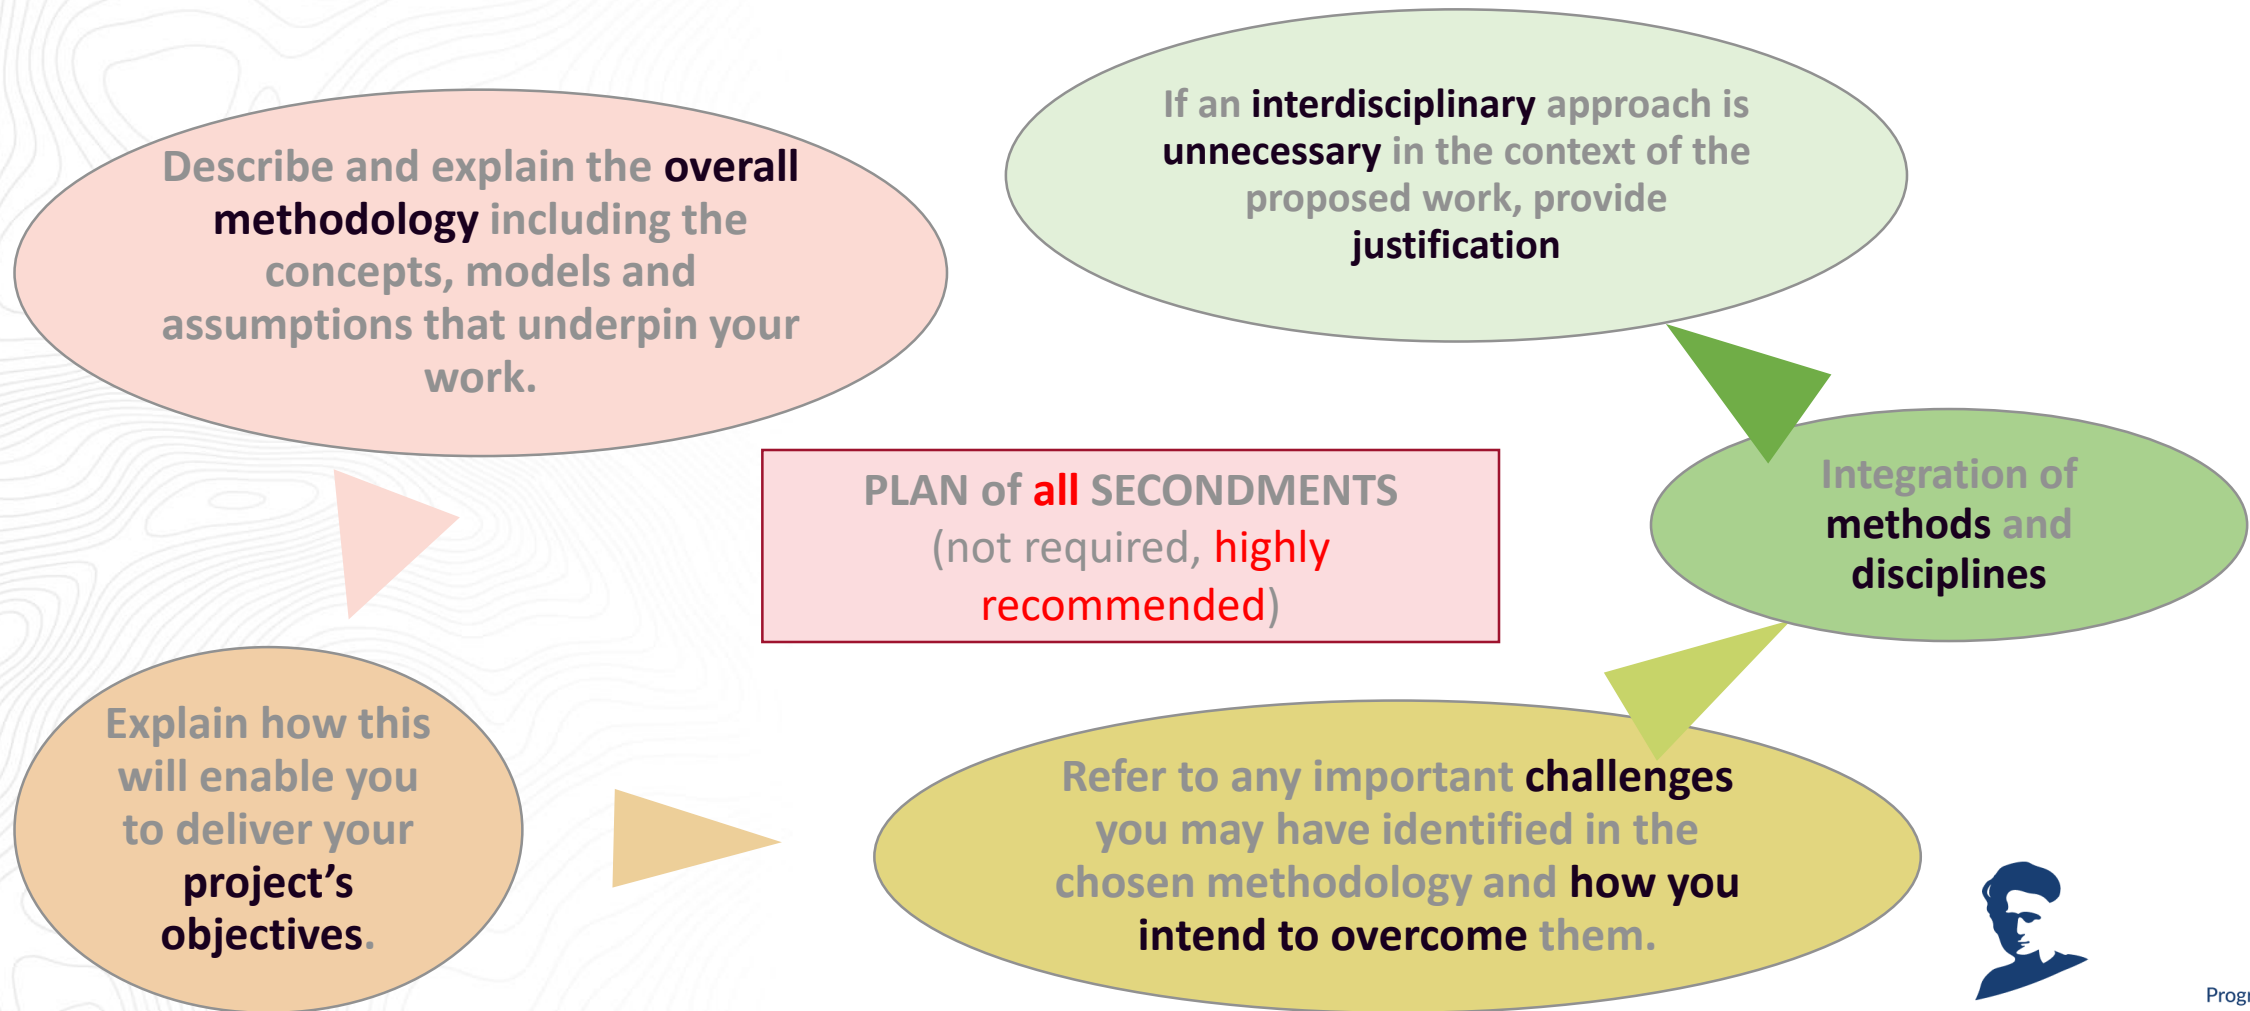 Describe and explain the overall
methodology including the
concepts, models and
assumptions that underpin your
work.
If an interdisciplinary approach is
unnecessary in the context of the
proposed work, provide
justification
PLAN of all SECONDMENTS
(not required, highly
recommended)
Integration of
methods and
disciplines
Explain how this
will enable you
to deliver your
project’s
objectives.
Refer to any important challenges
you may have identified in the
chosen methodology and how you
intend to overcome them.
Progr